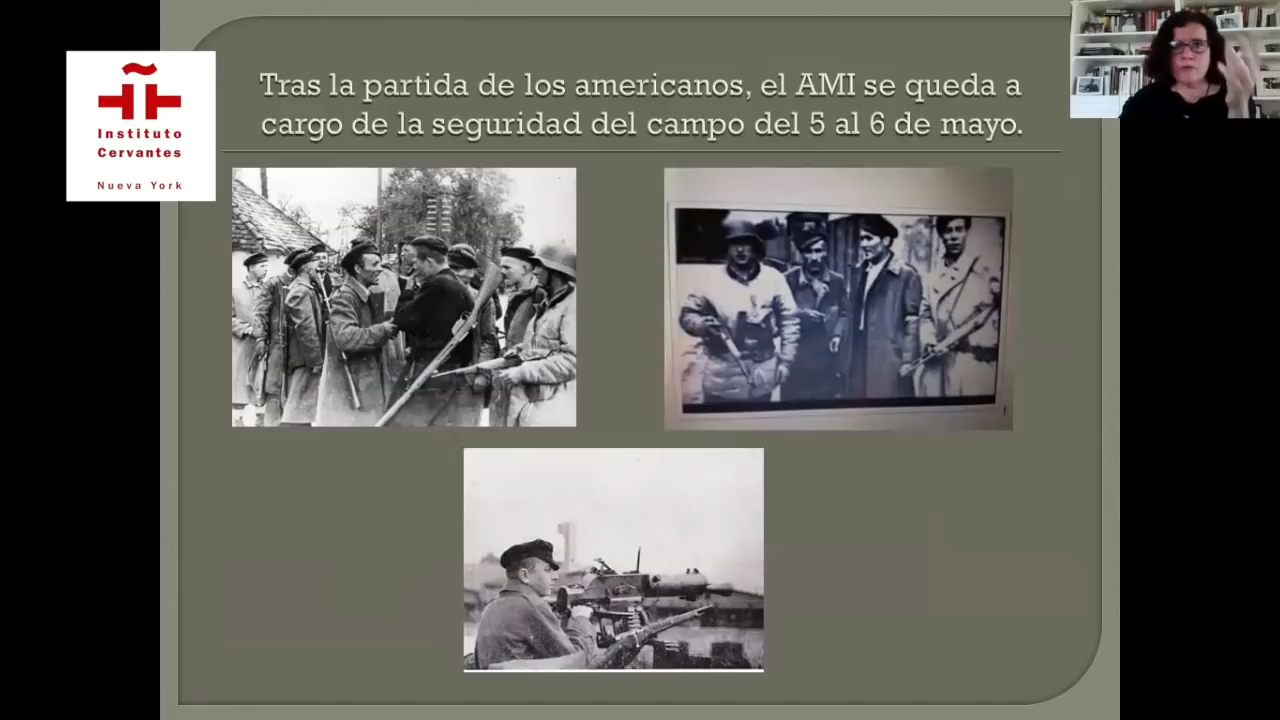 Tras la partida de los americanos, el AMI se queda a
cargo de la seguridad del campo del 5 al 6 de mayo.
Instituto
Cervantes
Nueva York